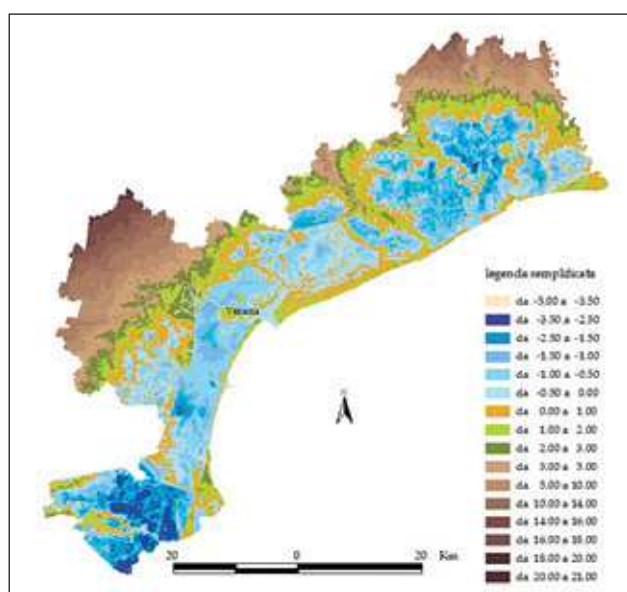 Venezia
legenda semplificata
da -5.00 a -3.50
da -3.50 a -2.50
da -2.50 a -1.50
da -1.50 a -1.00
da -1.00 a -0.50
da -0.50 a 0.00
da 0.00 a 1.00
da 1.00 a 2.00
da 2.00 a 3.00
da 3.00 a 5.00
da 5.00 a 10.00
da 10.00 a 14.00
da 14.00 a 16.00
da 16.00 a 18.00
da 18.00 a 20.00
da 20.00 a 21.00
20 0 20 Km